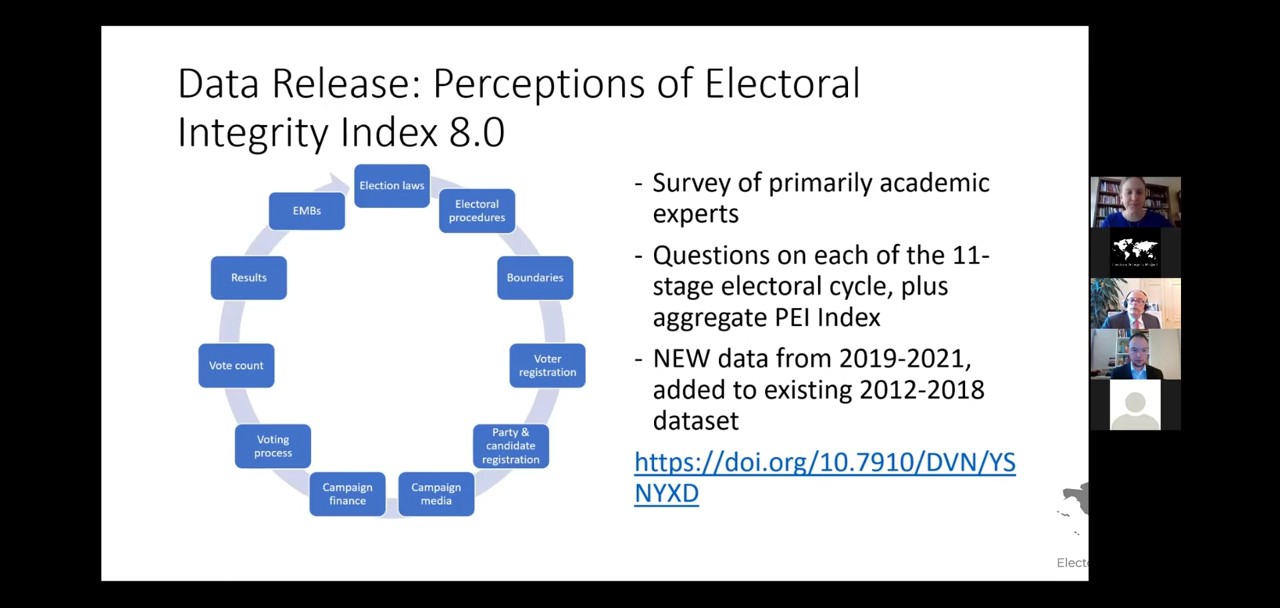 Data Release: Perceptions of Electoral
Integrity Index 8.0
Election laws
Electoral
procedures
Boundaries
Voter
registration
Party &
candidate
registration
Campaign
media
Campaign
finance
Voting
process
Vote count
Results
EMBs
- Survey of primarily academic
experts
- Questions on each of the 11-
stage electoral cycle, plus
aggregate PEI Index
- NEW data from 2019-2021,
added to existing 2012-2018
dataset
https://doi.org/10.7910/DVN/YS
NYXD
Electo